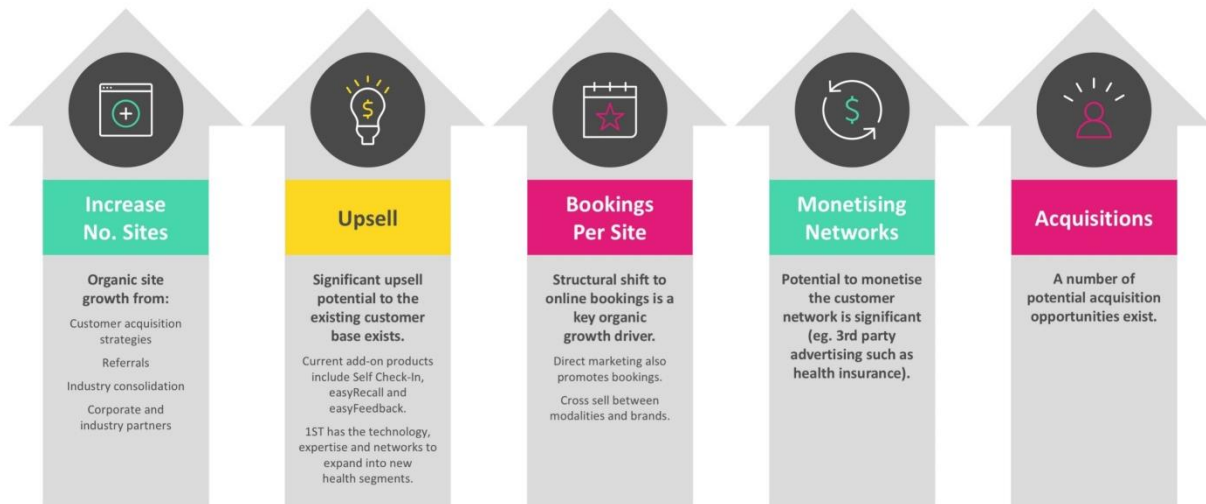 Increase
No. Sites
Organic site
growth from:
Customer acquisition
strategies
Referrals
Industry consolidation
Corporate and
industry partners
$
Upsell
Significant upsell
potential to the
existing customer
base exists.
Current add-on products
include Self Check-In,
easyRecall and
easyFeedback.
1ST has the technology,
expertise and networks to
expand into new
health segments.
Bookings
Per Site
Structural shift to
online bookings is a
key organic
growth driver.
Direct marketing also
promotes bookings.
Cross sell between
modalities and brands.
$
Monetising
Networks
Potential to monetise
the customer
network is significant
(eg. 3rd party
advertising such as
health insurance).
Acquisitions
A number of
potential acquisition
opportunities exist.